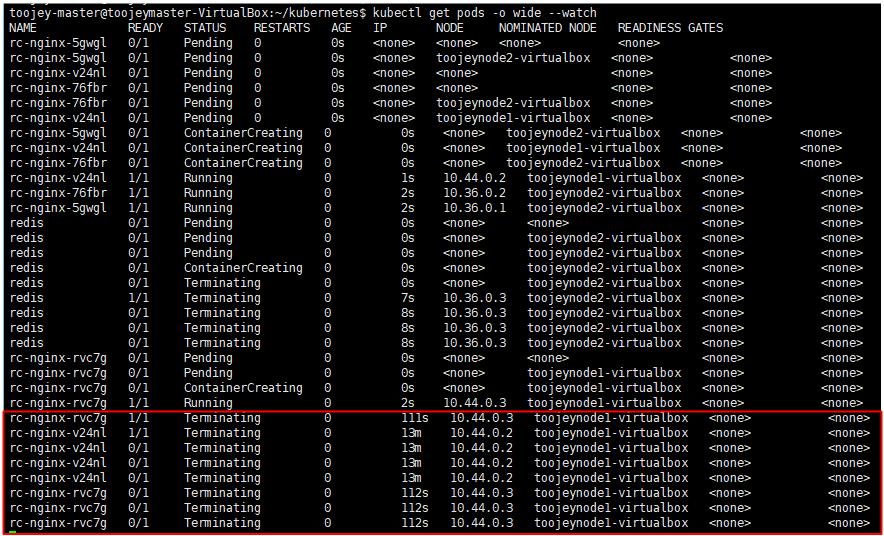 toojey-master@toojeymaster-VirtualBox:~/kubernetes$ kubectl get pods -o wide --watch
NAME READY STATUS RESTARTS AGE IP NODE NOMINATED NODE READINESS GATES
rc-nginx-5gwgl 0/1 Pending 0 0s <none> <none> <none> <none>
rc-nginx-5gwgl 0/1 Pending 0 0s <none> toojeynode2-virtualbox <none> <none>
rc-nginx-v24nl 0/1 Pending 0 0s <none> <none> <none> <none>
rc-nginx-76fbr 0/1 Pending 0 0s <none> <none> <none> <none>
rc-nginx-76fbr 0/1 Pending 0 0s <none> toojeynode2-virtualbox <none> <none>
rc-nginx-v24nl 0/1 Pending 0 0s <none> toojeynode1-virtualbox <none> <none>
rc-nginx-5gwgl 0/1 ContainerCreating 0 0s <none> toojeynode2-virtualbox <none> <none>
rc-nginx-v24nl 0/1 ContainerCreating 0 0s <none> toojeynode1-virtualbox <none> <none>
rc-nginx-76fbr 0/1 ContainerCreating 0 0s <none> toojeynode2-virtualbox <none> <none>
rc-nginx-v24nl 1/1 Running 0 1s 10.44.0.2 toojeynode1-virtualbox <none> <none>
rc-nginx-76fbr 1/1 Running 0 2s 10.36.0.2 toojeynode2-virtualbox <none> <none>
rc-nginx-5gwgl 1/1 Running 0 2s 10.36.0.1 toojeynode2-virtualbox <none> <none>
redis 0/1 Pending 0 0s <none> <none> <none> <none>
redis 0/1 Pending 0 0s <none> toojeynode2-virtualbox <none> <none>
redis 0/1 Pending 0 0s <none> toojeynode2-virtualbox <none> <none>
redis 0/1 ContainerCreating 0 0s <none> toojeynode2-virtualbox <none> <none>
redis 0/1 Terminating 0 0s <none> toojeynode2-virtualbox <none> <none>
redis 1/1 Terminating 0 7s 10.36.0.3 toojeynode2-virtualbox <none> <none>
redis 0/1 Terminating 0 8s 10.36.0.3 toojeynode2-virtualbox <none> <none>
redis 0/1 Terminating 0 8s 10.36.0.3 toojeynode2-virtualbox <none> <none>
redis 0/1 Terminating 0 8s 10.36.0.3 toojeynode2-virtualbox <none> <none>
rc-nginx-rvc7g 0/1 Pending 0 0s <none> <none> <none> <none>
rc-nginx-rvc7g 0/1 Pending 0 0s <none> toojeynode1-virtualbox <none> <none>
rc-nginx-rvc7g 0/1 ContainerCreating 0 0s <none> toojeynode1-virtualbox <none> <none>
rc-nginx-rvc7g 1/1 Running 0 2s 10.44.0.3 toojeynode1-virtualbox <none> <none>
rc-nginx-rvc7g 1/1 Terminating 0 111s 10.44.0.3 toojeynode1-virtualbox <none> <none>
rc-nginx-v24nl 1/1 Terminating 0 13m 10.44.0.2 toojeynode1-virtualbox <none> <none>
rc-nginx-v24nl 0/1 Terminating 0 13m 10.44.0.2 toojeynode1-virtualbox <none> <none>
rc-nginx-v24nl 0/1 Terminating 0 13m 10.44.0.2 toojeynode1-virtualbox <none> <none>
rc-nginx-v24nl 0/1 Terminating 0 13m 10.44.0.2 toojeynode1-virtualbox <none> <none>
rc-nginx-rvc7g 0/1 Terminating 0 112s 10.44.0.3 toojeynode1-virtualbox <none> <none>
rc-nginx-rvc7g 0/1 Terminating 0 112s 10.44.0.3 toojeynode1-virtualbox <none> <none>
rc-nginx-rvc7g 0/1 Terminating 0 112s 10.44.0.3 toojeynode1-virtualbox <none> <none>